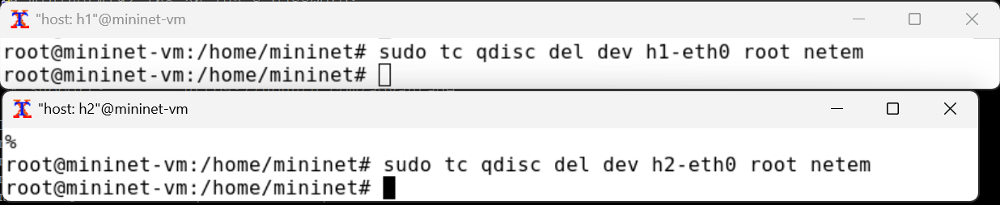 "host: h1"@mininet-vm
root@mininet-vm:/home/mininet# sudo tc qdisc del dev h1-eth0 root netem
root@mininet-vm:/home/mininet#
"host: h2"@mininet-vm
%
root@mininet-vm:/home/mininet# sudo tc qdisc del dev h2-eth0 root netem
root@mininet-vm:/home/mininet#